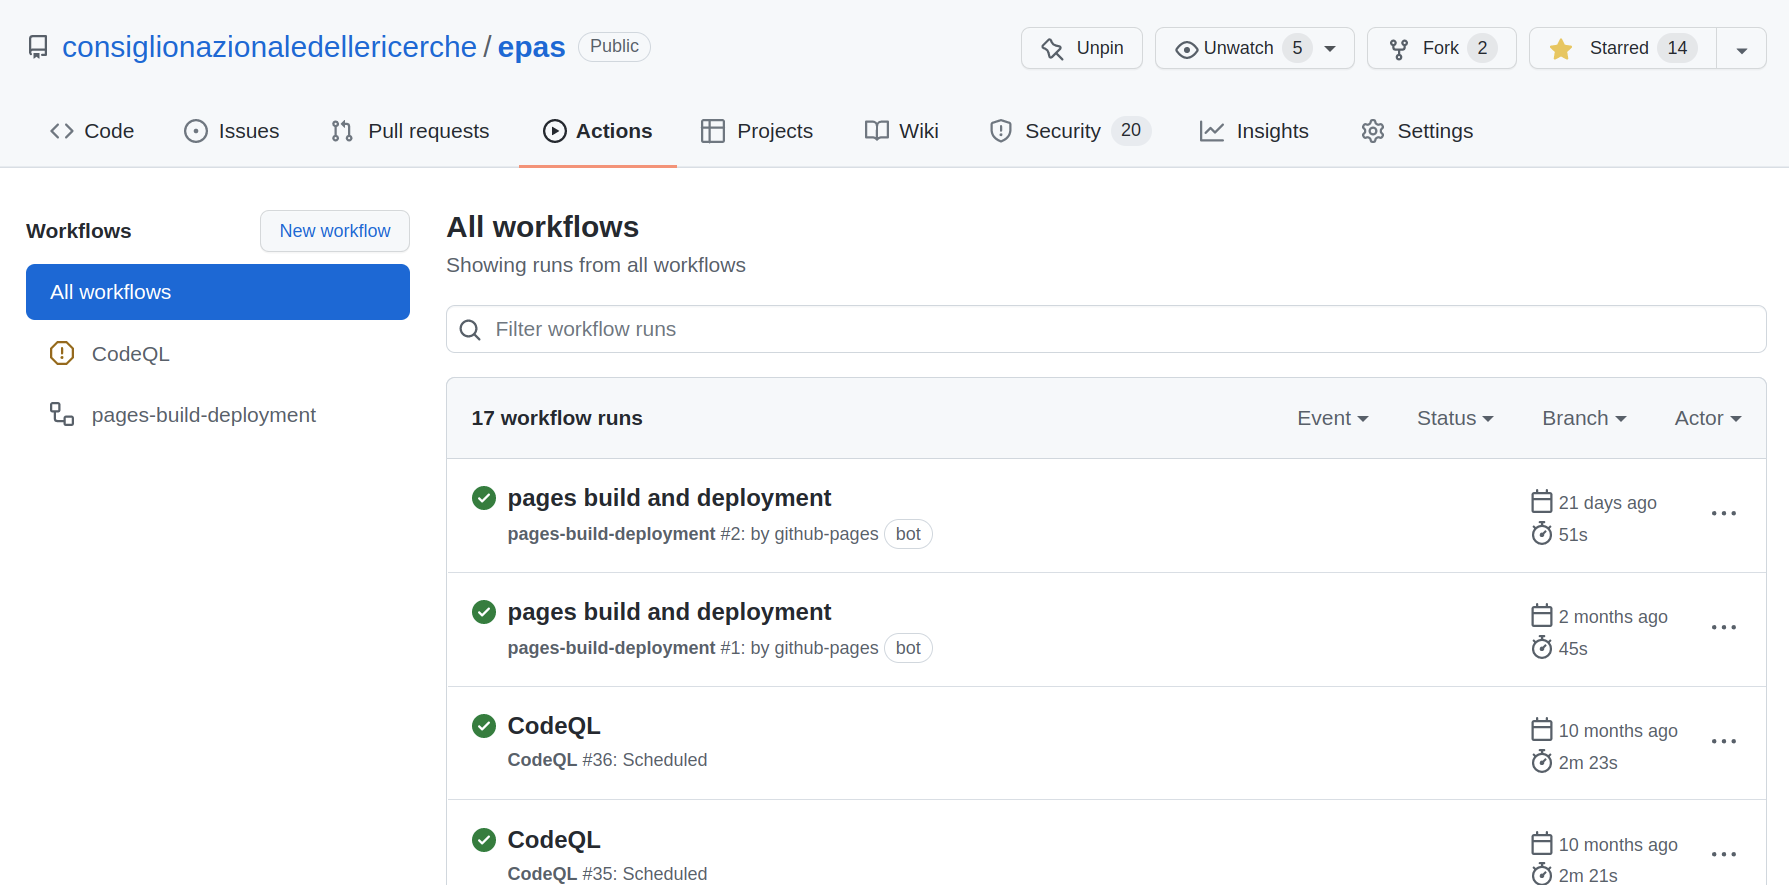 consiglionazionaledellericerche / epas Public
Unpin Unwatch 5 Fork 2 Starred 14
Code Issues Pull requests Actions Projects Wiki Security 20 Insights Settings
Workflows New workflow
All workflows
CodeQL
pages-build-deployment
All workflows
Showing runs from all workflows
Filter workflow runs
17 workflow runs Event Status Branch Actor
pages build and deployment
pages-build-deployment #2: by github-pages bot
21 days ago
51s
pages build and deployment
pages-build-deployment #1: by github-pages bot
2 months ago
45s
CodeQL
CodeQL #36: Scheduled
10 months ago
2m 23s
CodeQL
CodeQL #35: Scheduled
10 months ago
2m 21s